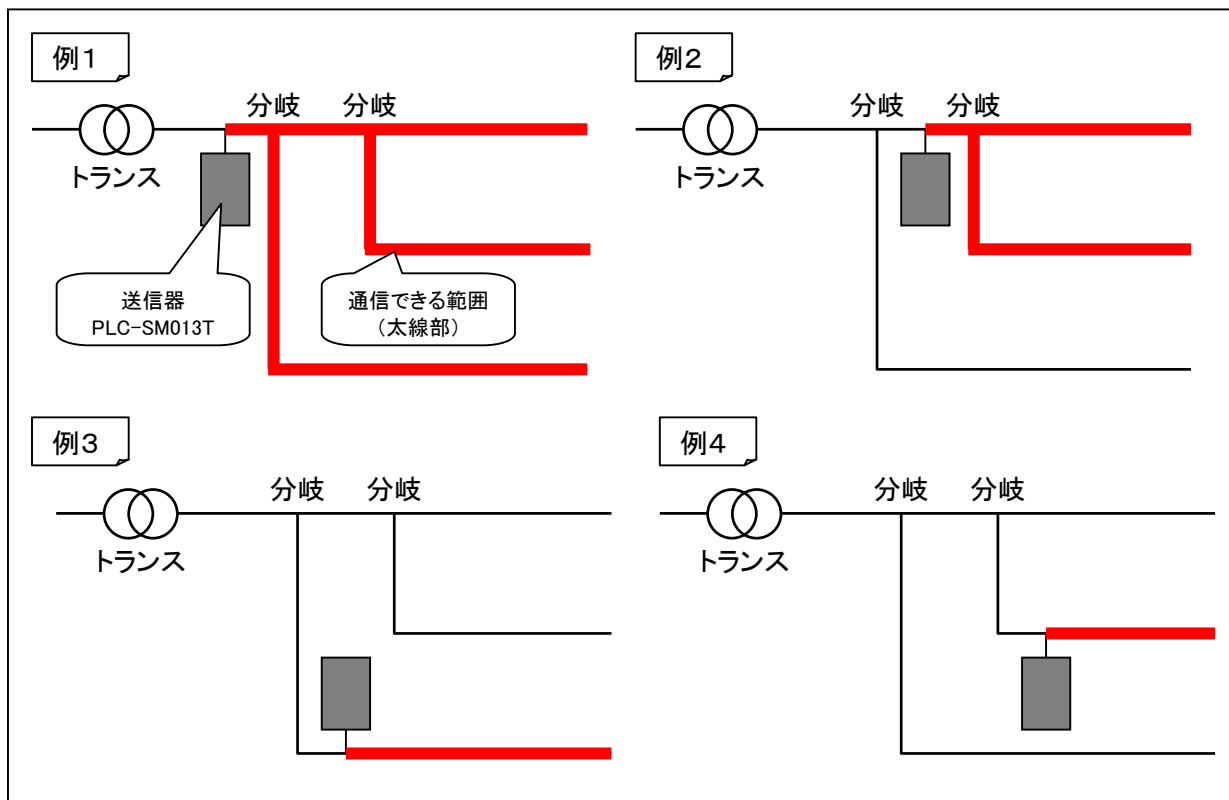 例１
分岐
分岐
トランス
送信器
PLC-SM013T
通信できる範囲
（太線部）
例２
分岐
分岐
トランス
例３
分岐
分岐
トランス
例４
分岐
分岐
トランス